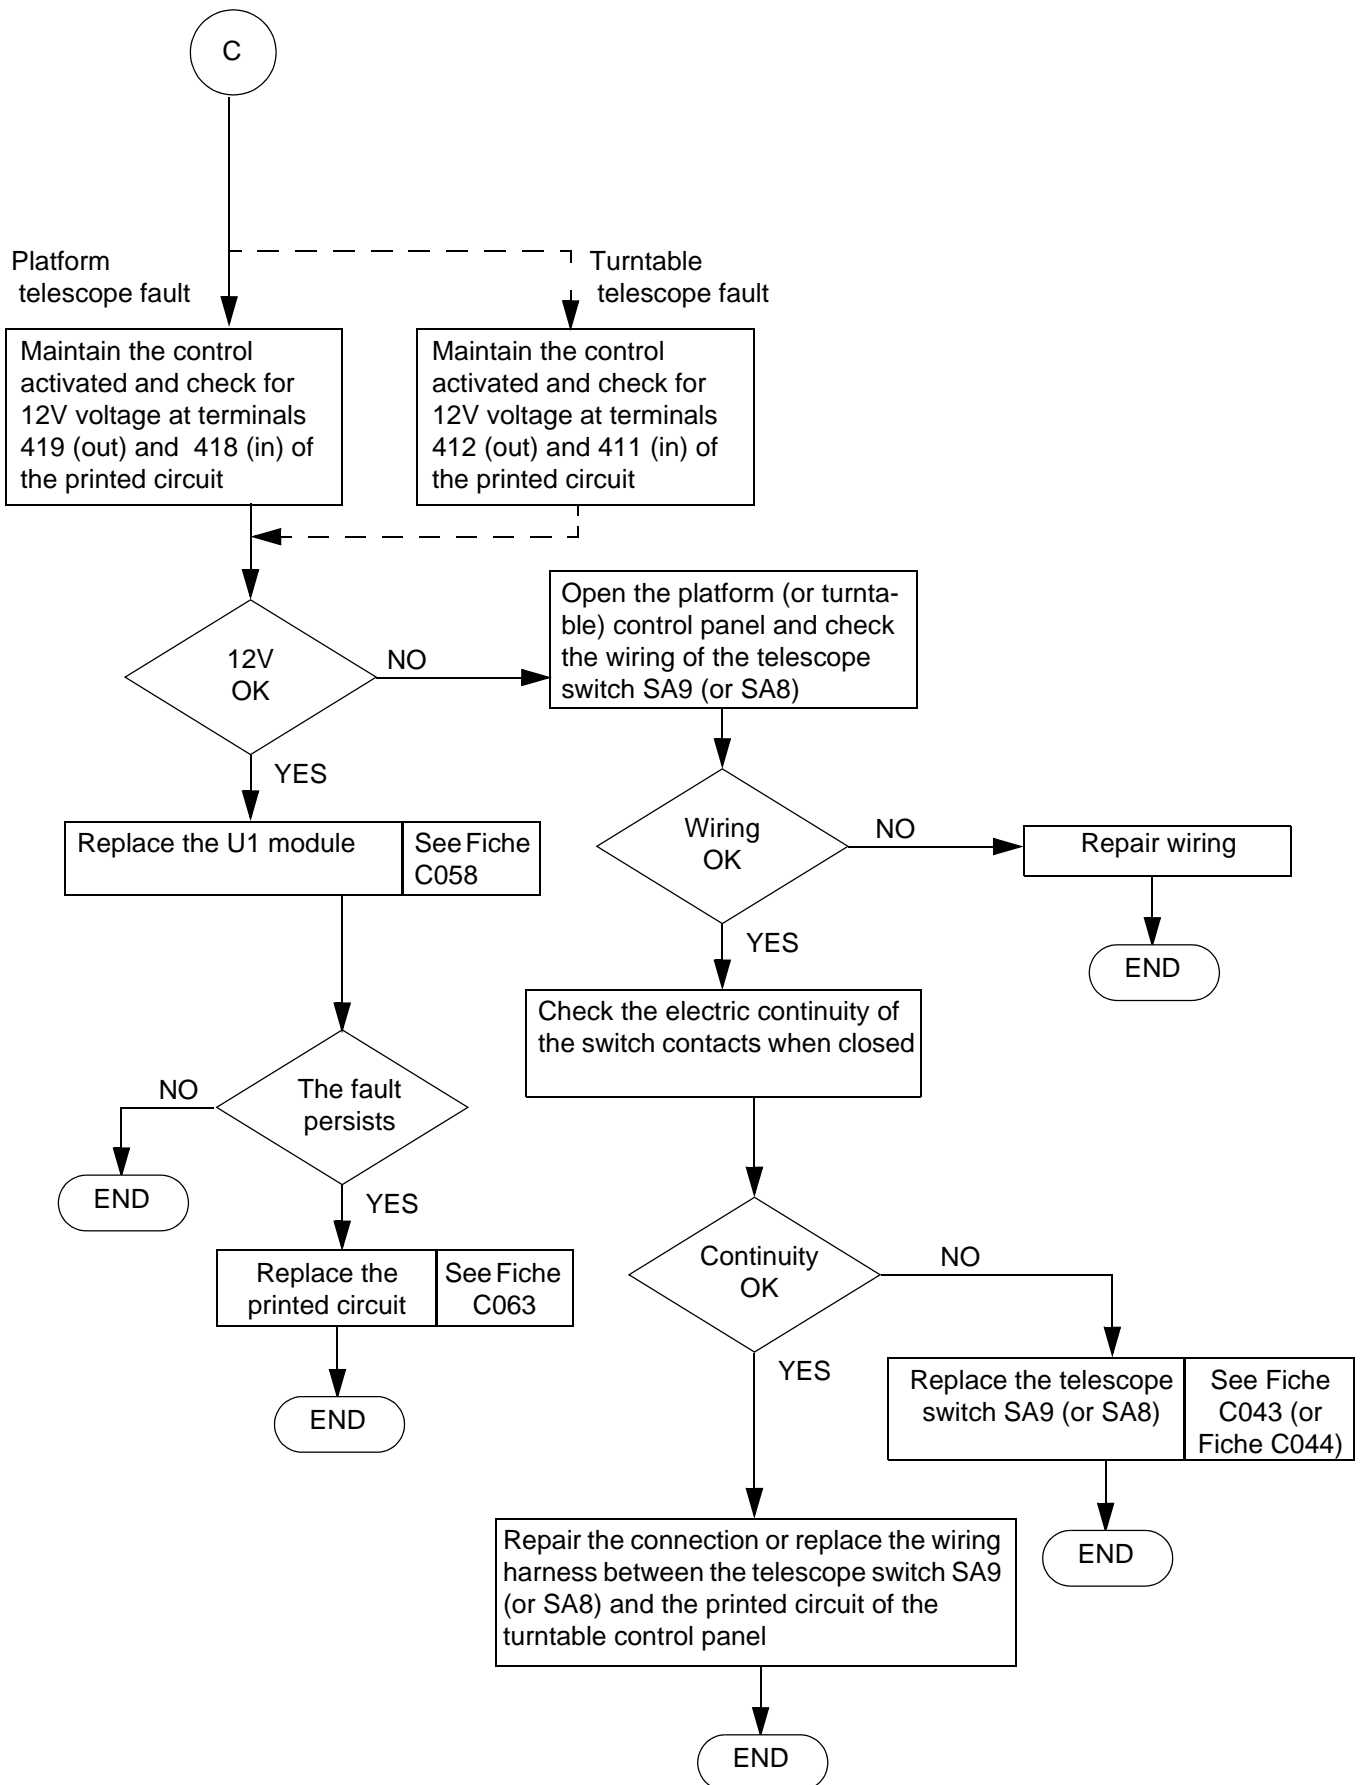 C
Platform
telescope fault
Turntable
telescope fault
Maintain the control
activated and check for
12V voltage at terminals
419 (out) and 418 (in) of
the printed circuit
Maintain the control
activated and check for
12V voltage at terminals
412 (out) and 411 (in) of
the printed circuit
12V
OK
NO
Open the platform (or turnta-
ble) control panel and check
the wiring of the telescope
switch SA9 (or SA8)
YES
Replace the U1 module
See Fiche
C058
Wiring
OK
NO
Repair wiring
END
YES
Check the electric continuity of
the switch contacts when closed
The fault
persists
NO
END
YES
Replace the
printed circuit
See Fiche
C063
END
Continuity
OK
NO
Replace the telescope
switch SA9 (or SA8)
See Fiche
C043 (or
Fiche C044)
END
YES
Repair the connection or replace the wiring
harness between the telescope switch SA9
(or SA8) and the printed circuit of the
turntable control panel
END